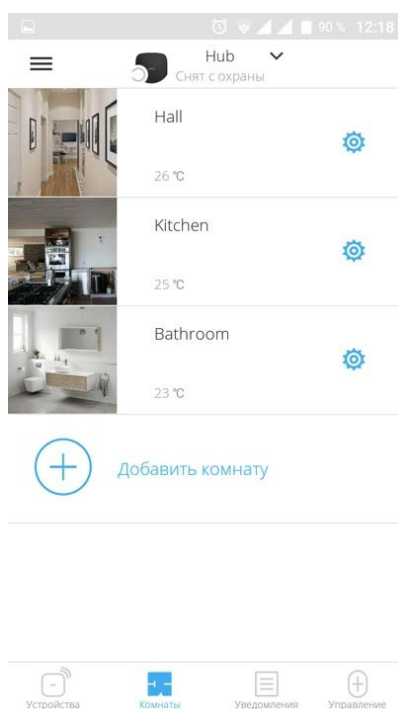 90 % 12:18
Hub
Снят с охраны
Hall
26 °C
Kitchen
25 °C
Bathroom
23 °C
Добавить комнату
Устройства Комнаты Уведомления Управление